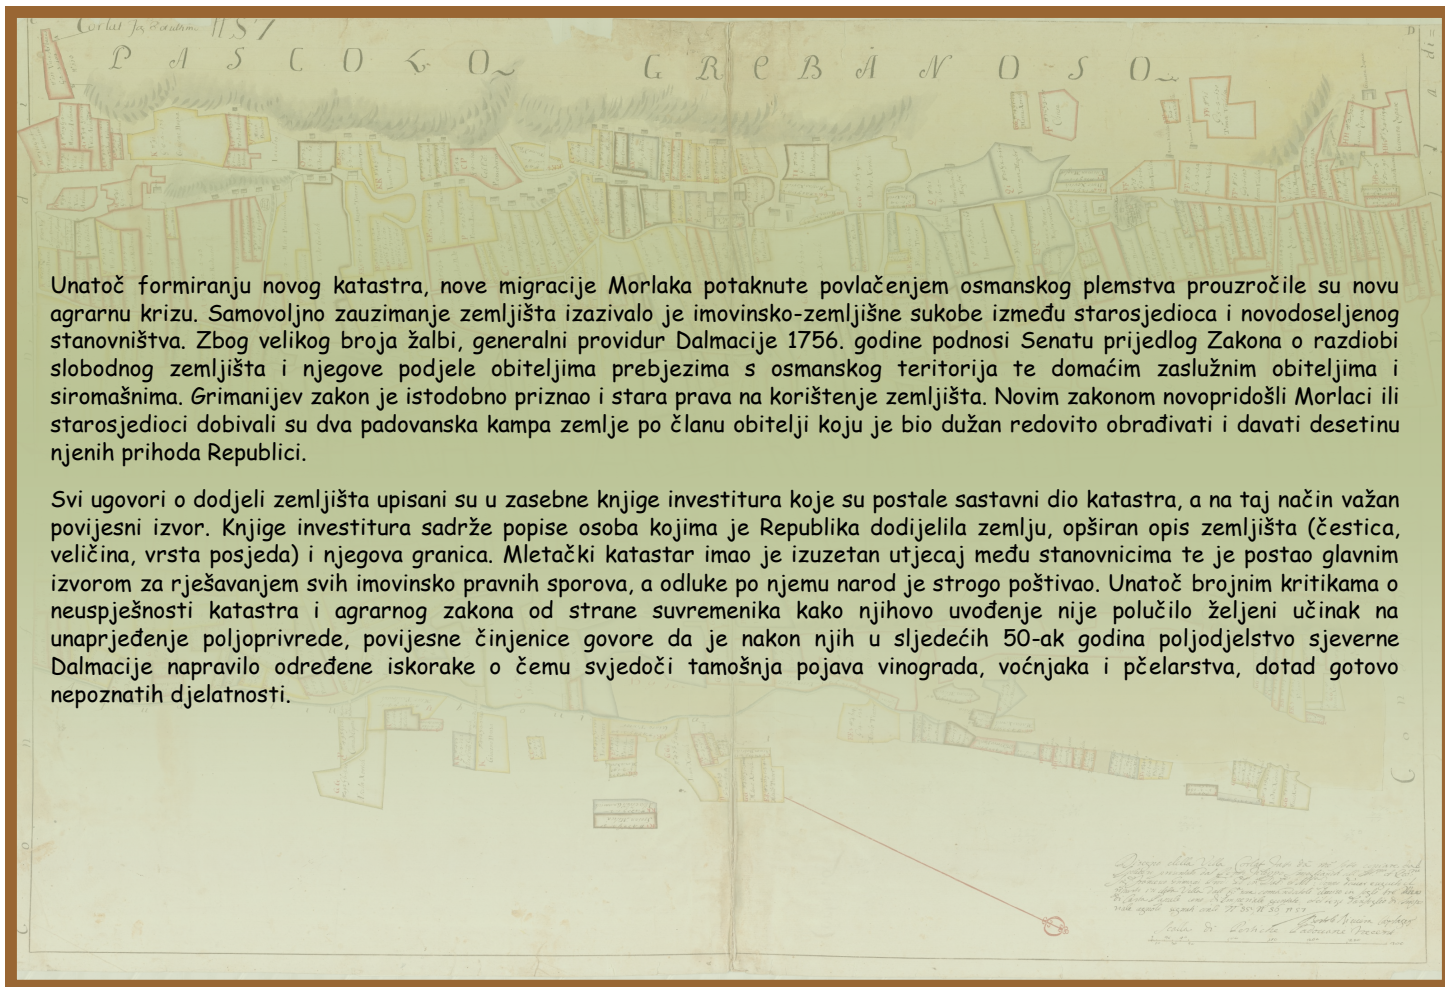 PASCOLO GREBANOSO
Unatoč formiranju novog katastra, nove migracije Morlaka potaknute povlačenjem osmanskog plemstva prouzročile su novu
agrarnu krizu. Samovoljno zauzimanje zemljišta izazivalo je imovinsko-zemljišne sukobe između starosjedioca i novodoseljenog
stanovništva. Zbog velikog broja žalbi, generalni providur Dalmacije 1756. godine podnosi Senatu prijedlog Zakona o razdiobi
slobodnog zemljišta i njegove podjele obiteljima prebjezima s osmanskog teritorija te domaćim zaslužnim obiteljima i
siromašnima. Grimanijev zakon je istodobno priznao i stara prava na korištenje zemljišta. Novim zakonom novopridošli Morlaci ili
starosjedioci dobivali su dva padovanska kampa zemlje po članu obitelji koju je bio dužan redovito obrađivati i davati desetinu
njenih prihoda Republici.
Svi ugovori o dodjeli zemljišta upisani su u zasebne knjige investitura koje su postale sastavni dio katastra, a na taj način važan
povijesni izvor. Knjige investitura sadrže popise osoba kojima je Republika dodijelila zemlju, opširan opis zemljišta (čestica,
veličina, vrsta posjeda) i njegova granica. Mletački katastar imao je izuzetan utjecaj među stanovnicima te je postao glavnim
izvorom za rješavanjem svih imovinsko pravnih sporova, a odluke po njemu narod je strogo poštivao. Unatoč brojnim kritikama o
neuspješnosti katastra i agrarnog zakona od strane suvremenika kako njihovo uvođenje nije polučilo željeni učinak na
unaprjeđenje poljoprivrede, povijesne činjenice govore da je nakon njih u sljedećih 50-ak godina poljodjelstvo sjeverne
Dalmacije napravilo određene iskorake o čemu svjedoči tamošnja pojava vinograda, voćnjaka i pčelarstva, dotad gotovo
nepoznatih djelatnosti.